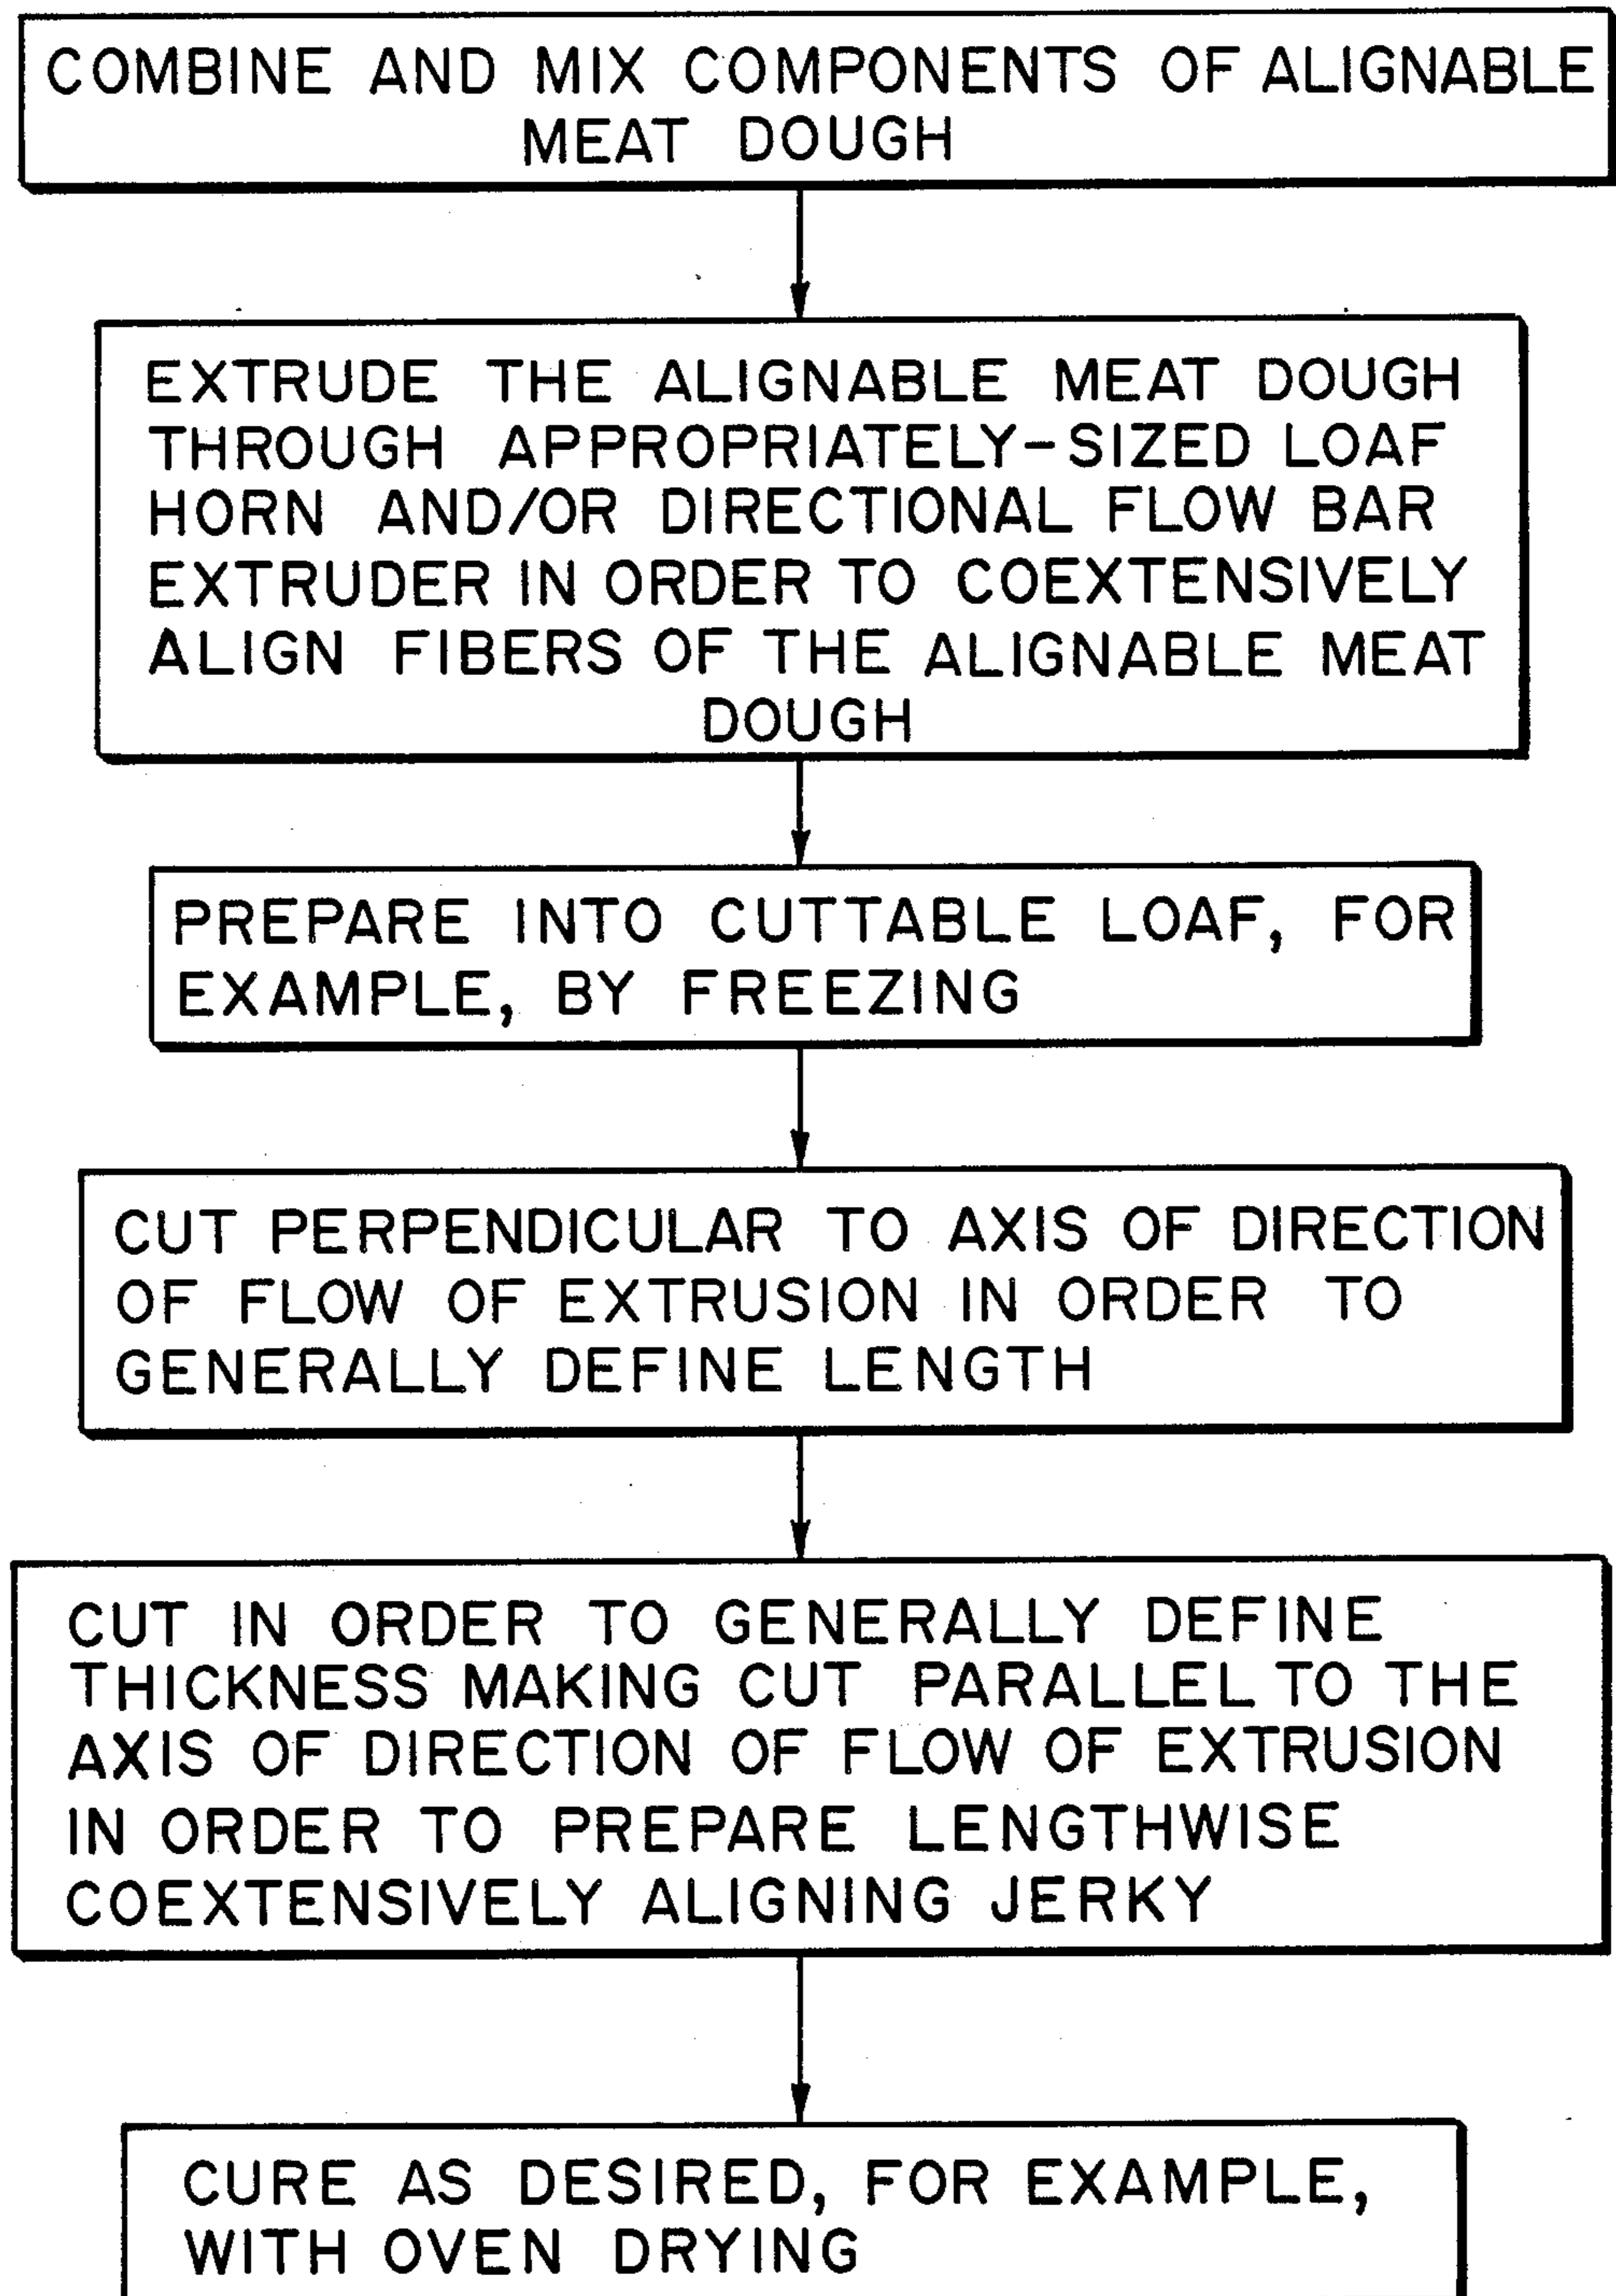 COMBINE AND MIX COMPONENTS OF ALIGNABLE
MEAT DOUGH
EXTRUDE THE ALIGNABLE MEAT DOUGH
THROUGH APPROPRIATELY-SIZED LOAF
HORN AND/OR DIRECTIONAL FLOW BAR
EXTRUDER IN ORDER TO COEXTENSIVELY
ALIGN FIBERS OF THE ALIGNABLE MEAT
DOUGH
PREPARE INTO CUTTABLE LOAF, FOR
EXAMPLE, BY FREEZING
CUT PERPENDICULAR TO AXIS OF DIRECTION
OF FLOW OF EXTRUSION IN ORDER TO
GENERALLY DEFINE LENGTH
CUT IN ORDER TO GENERALLY DEFINE
THICKNESS MAKING CUT PARALLEL TO THE
AXIS OF DIRECTION OF FLOW OF EXTRUSION
IN ORDER TO PREPARE LENGTHWISE
COEXTENSIVELY ALIGNING JERKY
CURE AS DESIRED, FOR EXAMPLE,
WITH OVEN DRYING